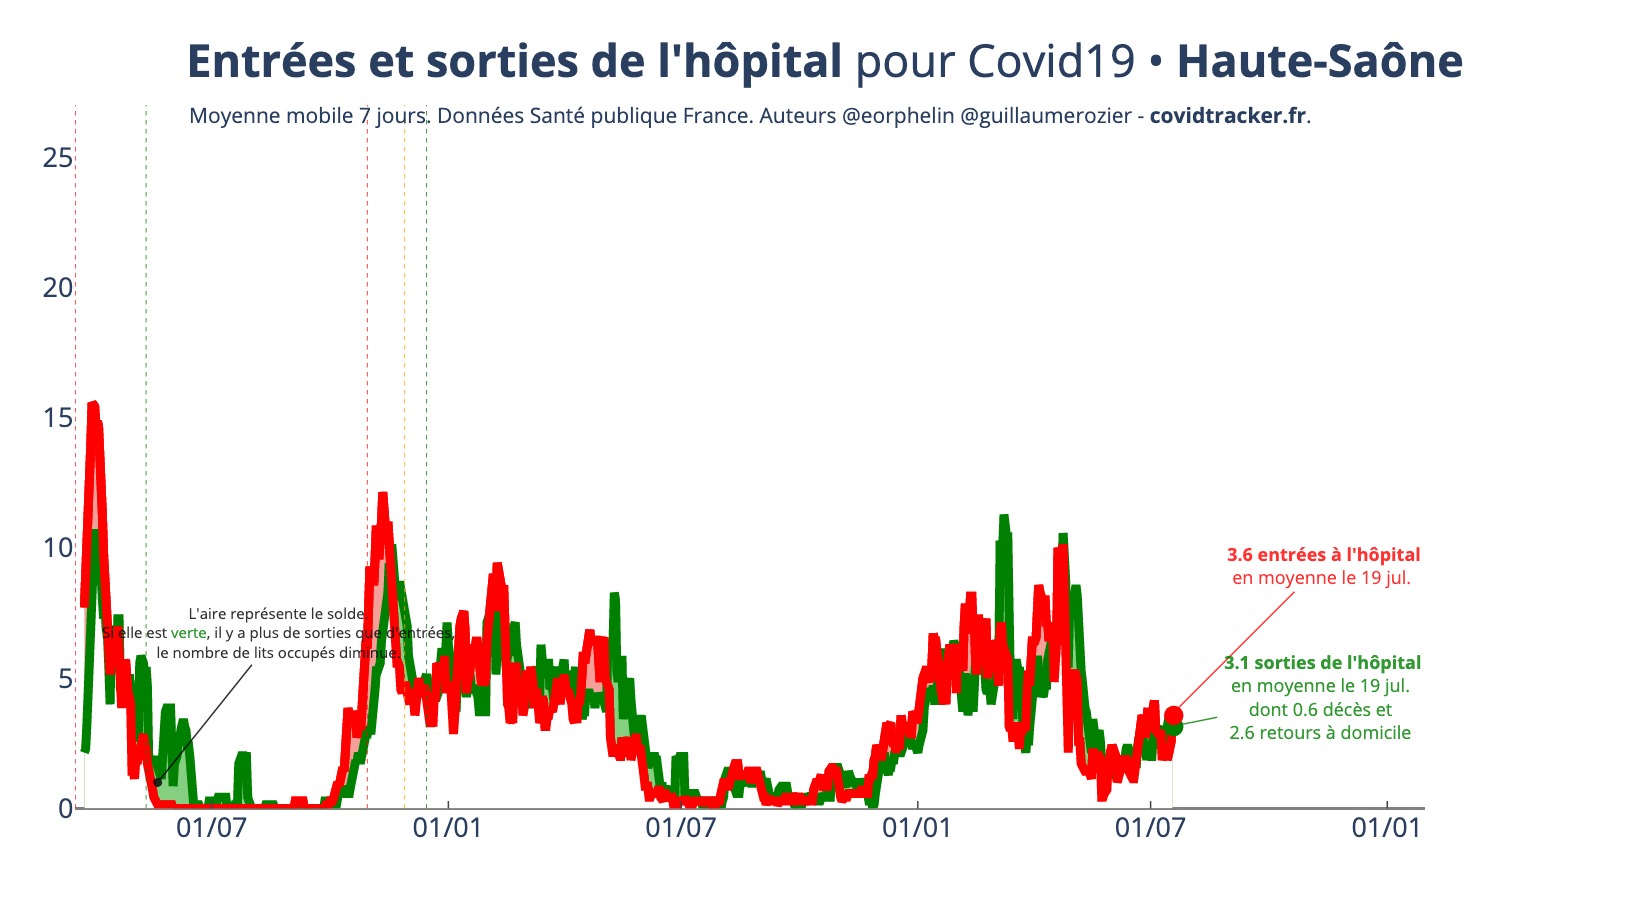 Entrées et sorties de l'hôpital pour Covid19 • Haute-Saône
Moyenne mobile 7 jours. Données Santé publique France. Auteurs @eorphelin @guillaumerozier - covidtracker.fr.
25
20
15
10
5
0
L'aire représente le solde.
Si elle est verte, il y a plus de sorties que d'entrées,
le nombre de lits occupés diminue.
3.6 entrées à l'hôpital
en moyenne le 19 jul.
3.1 sorties de l'hôpital
en moyenne le 19 jul.
dont 0.6 décès et
2.6 retours à domicile
01/07
01/01
01/07
01/01
01/07
01/01